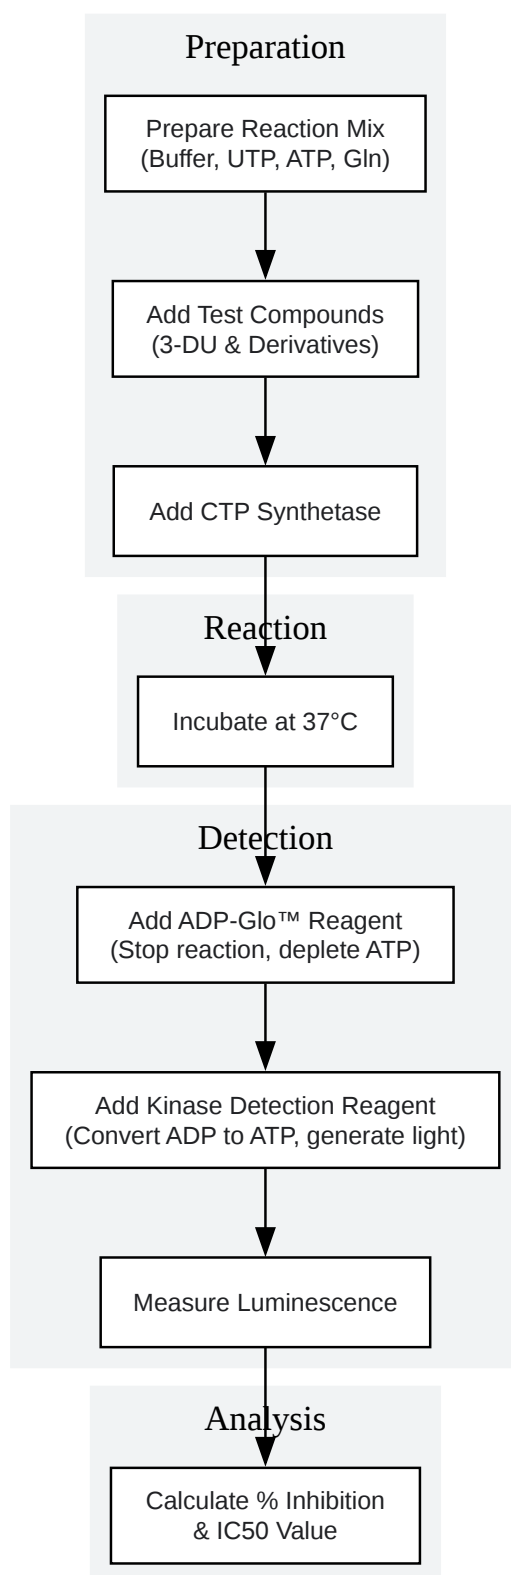 Preparation
Prepare Reaction Mix
(Buffer, UTP, ATP, Gln)
Add Test Compounds
(3-DU & Derivatives)
Add CTP Synthetase
Reaction
Incubate at 37°C
Detection
Add ADP-Glo™ Reagent
(Stop reaction, deplete ATP)
Add Kinase Detection Reagent
(Convert ADP to ATP, generate light)
Measure Luminescence
Analysis
Calculate % Inhibition
& IC50 Value